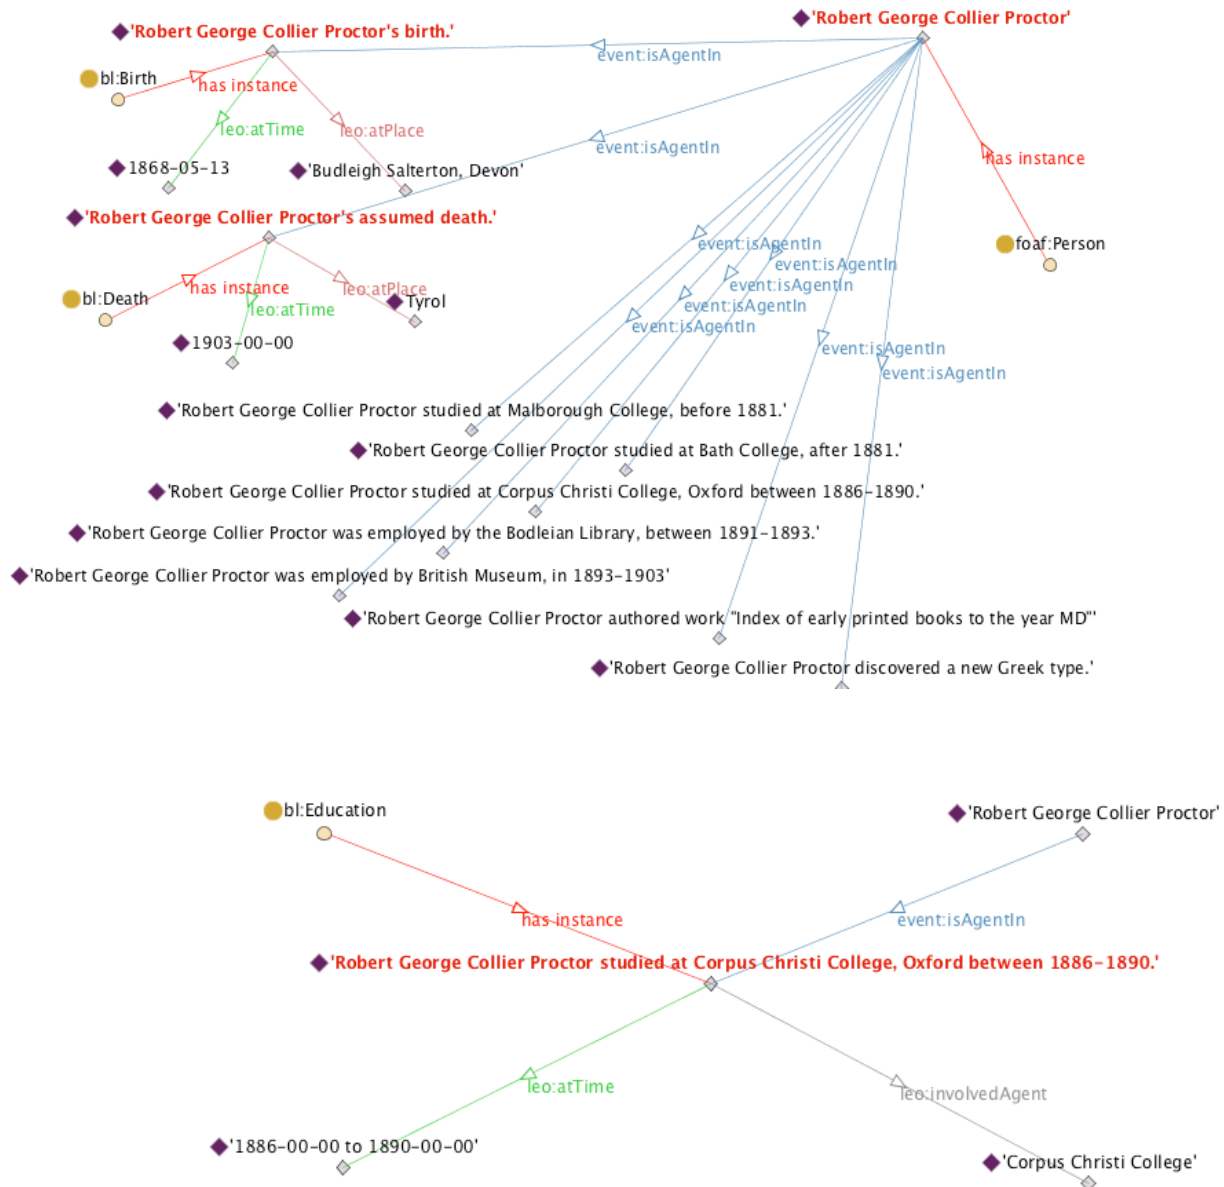 'Robert George Collier Proctor'
'Robert George Collier Proctor's birth.'
event:isAgentIn
bl:Birth
has instance
leo:atTime
leo:atPlace
event:isAgentIn
has instance
1868-05-13
'Budleigh Salterton, Devon'
'Robert George Collier Proctor's assumed death.'
event:isAgentIn
foaf:Person
event:isAgentIn
has instance
leo:atPlace
event:isAgentIn
bl:Death
Tyrol
event:isAgentIn
leo:atTime
event:isAgentIn
1903-00-00
event:isAgentIn
event:isAgentIn
'Robert George Collier Proctor studied at Malborough College, before 1881.'
'Robert George Collier Proctor studied at Bath College, after 1881.'
'Robert George Collier Proctor studied at Corpus Christi College, Oxford between 1886-1890.'
'Robert George Collier Proctor was employed by the Bodleian Library, between 1891-1893.'
'Robert George Collier Proctor was employed by British Museum, in 1893-1903'
'Robert George Collier Proctor authored work "Index of early printed books to the year MD"'
'Robert George Collier Proctor discovered a new Greek type.'
bl:Education
'Robert George Collier Proctor'
has instance
event:isAgentIn
'Robert George Collier Proctor studied at Corpus Christi College, Oxford between 1886-1890.'
leo:atTime
leo:involvedAgent
'1886-00-00 to 1890-00-00'
'Corpus Christi College'